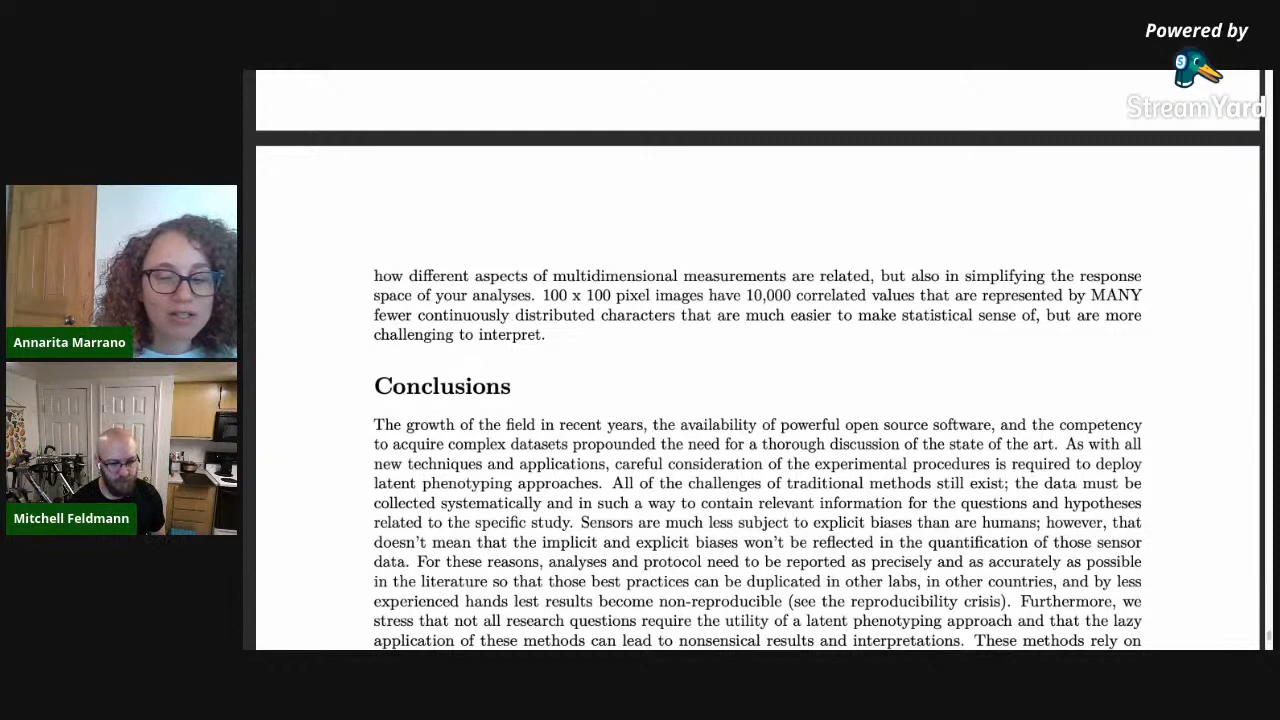 Powered by
StreamYard
how different aspects of multidimensional measurements are related, but also in simplifying the response
space of your analyses. 100 x 100 pixel images have 10,000 correlated values that are represented by MANY
fewer continuously distributed characters that are much easier to make statistical sense of, but are more
challenging to interpret.
Conclusions
The growth of the field in recent years, the availability of powerful open source software, and the competency
to acquire complex datasets propounded the need for a thorough discussion of the state of the art. As with all
new techniques and applications, careful consideration of the experimental procedures is required to deploy
latent phenotyping approaches. All of the challenges of traditional methods still exist; the data must be
collected systematically and in such a way to contain relevant information for the questions and hypotheses
related to the specific study. Sensors are much less subject to explicit biases than are humans; however, that
doesn't mean that the implicit and explicit biases won't be reflected in the quantification of those sensor
data. For these reasons, analyses and protocol need to be reported as precisely and as accurately as possible
in the literature so that those best practices can be duplicated in other labs, in other countries, and by less
experienced hands lest results become non-reproducible (see the reproducibility crisis). Furthermore, we
stress that not all research questions require the utility of a latent phenotyping approach and that the lazy
application of these methods can lead to nonsensical results and interpretations. These methods rely on
Annarita Marrano
Mitchell Feldmann